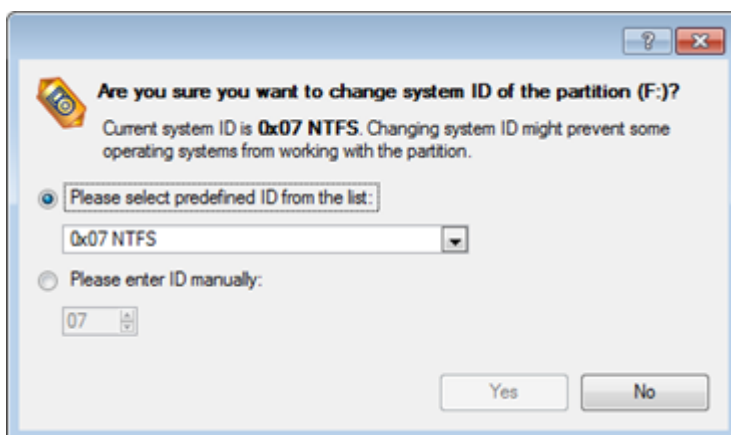 ?
Are you sure you want to change system ID of the partition (F:)?
Current system ID is 0x07 NTFS. Changing system ID might prevent some
operating systems from working with the partition.
Please select predefined ID from the list:
0x07 NTFS
Please enter ID manually:
07
Yes
No